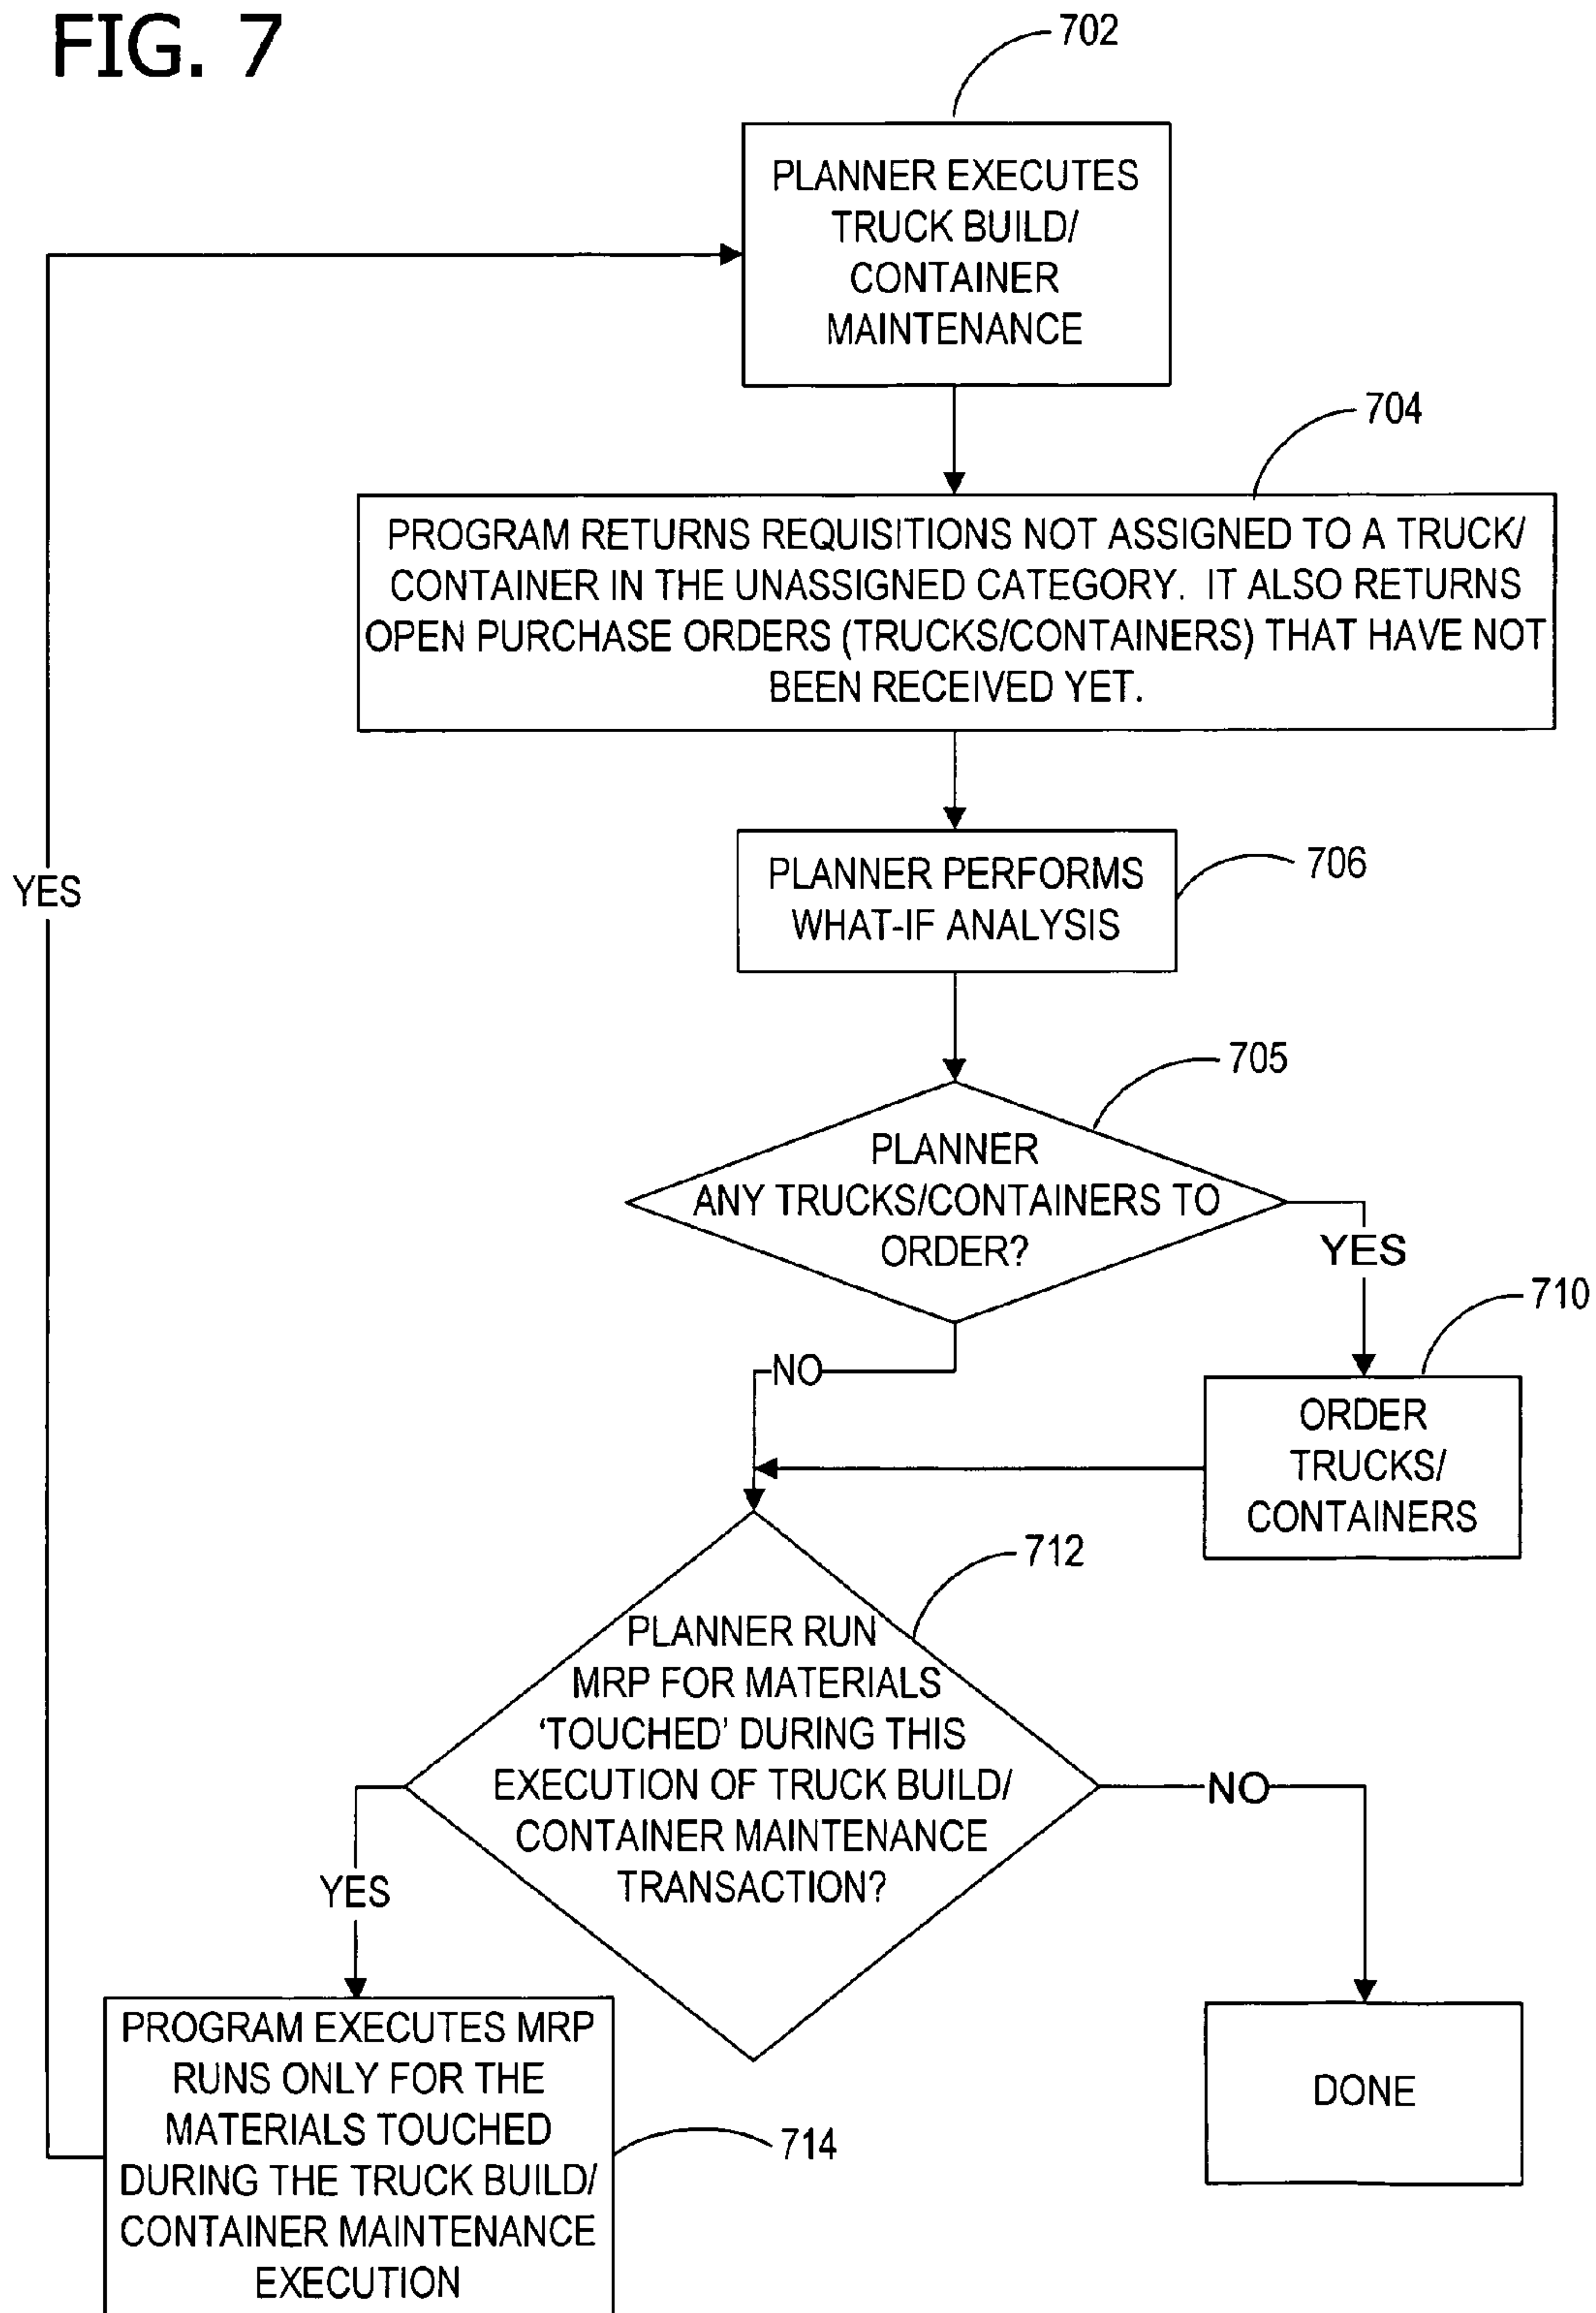 FIG. 7
702
PLANNER EXECUTES
TRUCK BUILD/
CONTAINER
MAINTENANCE
704
PROGRAM RETURNS REQUISITIONS NOT ASSIGNED TO A TRUCK/
CONTAINER IN THE UNASSIGNED CATEGORY. IT ALSO RETURNS
OPEN PURCHASE ORDERS (TRUCKS/CONTAINERS) THAT HAVE NOT
BEEN RECEIVED YET.
706
PLANNER PERFORMS
WHAT-IF ANALYSIS
YES
705
PLANNER
ANY TRUCKS/CONTAINERS TO
ORDER?
YES
NO
710
ORDER
TRUCKS/
CONTAINERS
712
PLANNER RUN
MRP FOR MATERIALS
‘TOUCHED’ DURING THIS
EXECUTION OF TRUCK BUILD/
CONTAINER MAINTENANCE
TRANSACTION?
NO
YES
PROGRAM EXECUTES MRP
RUNS ONLY FOR THE
MATERIALS TOUCHED
DURING THE TRUCK BUILD/
CONTAINER MAINTENANCE
EXECUTION
714
DONE